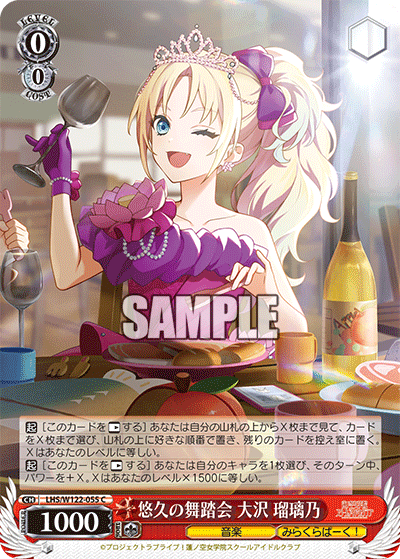 LEVEL
0
0
COST
SAMPLE
起 [このカードを する] あなたは自分の山札の上からX枚まで見て、カードをX枚まで選び、山札の上に好きな順番で置き、残りのカードを控え室に置く。Xはあなたのレベルに等しい。
起 [このカードを する] あなたは自分のキャラを1枚選び、そのターン中、パワーを+X。Xはあなたのレベル×1500に等しい。
CH LHS/W122-055 C
1000
悠久の舞踏会 大沢 瑠璃乃
音楽
みらくらぱーく!
©プロジェクトラブライブ!蓮ノ空女学院スクールアイドルクラブ